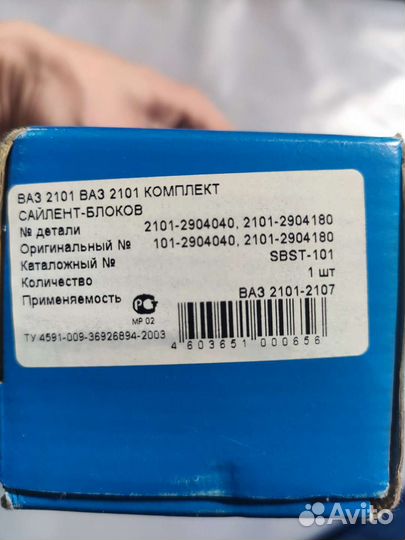 ВАЗ 2101 ВАЗ 2101 КОМПЛЕКТ
САЙЛЕНТ-БЛОКОВ
№ детали 2101-2904040, 2101-2904180
Оригинальный № 101-2904040, 2101-2904180
Каталожный № SBST-101
Количество 1 шт
Применяемость ВАЗ 2101-2107
МР 02
ТУ 4591-009-36926894-2003
4 603651 000656
Avito